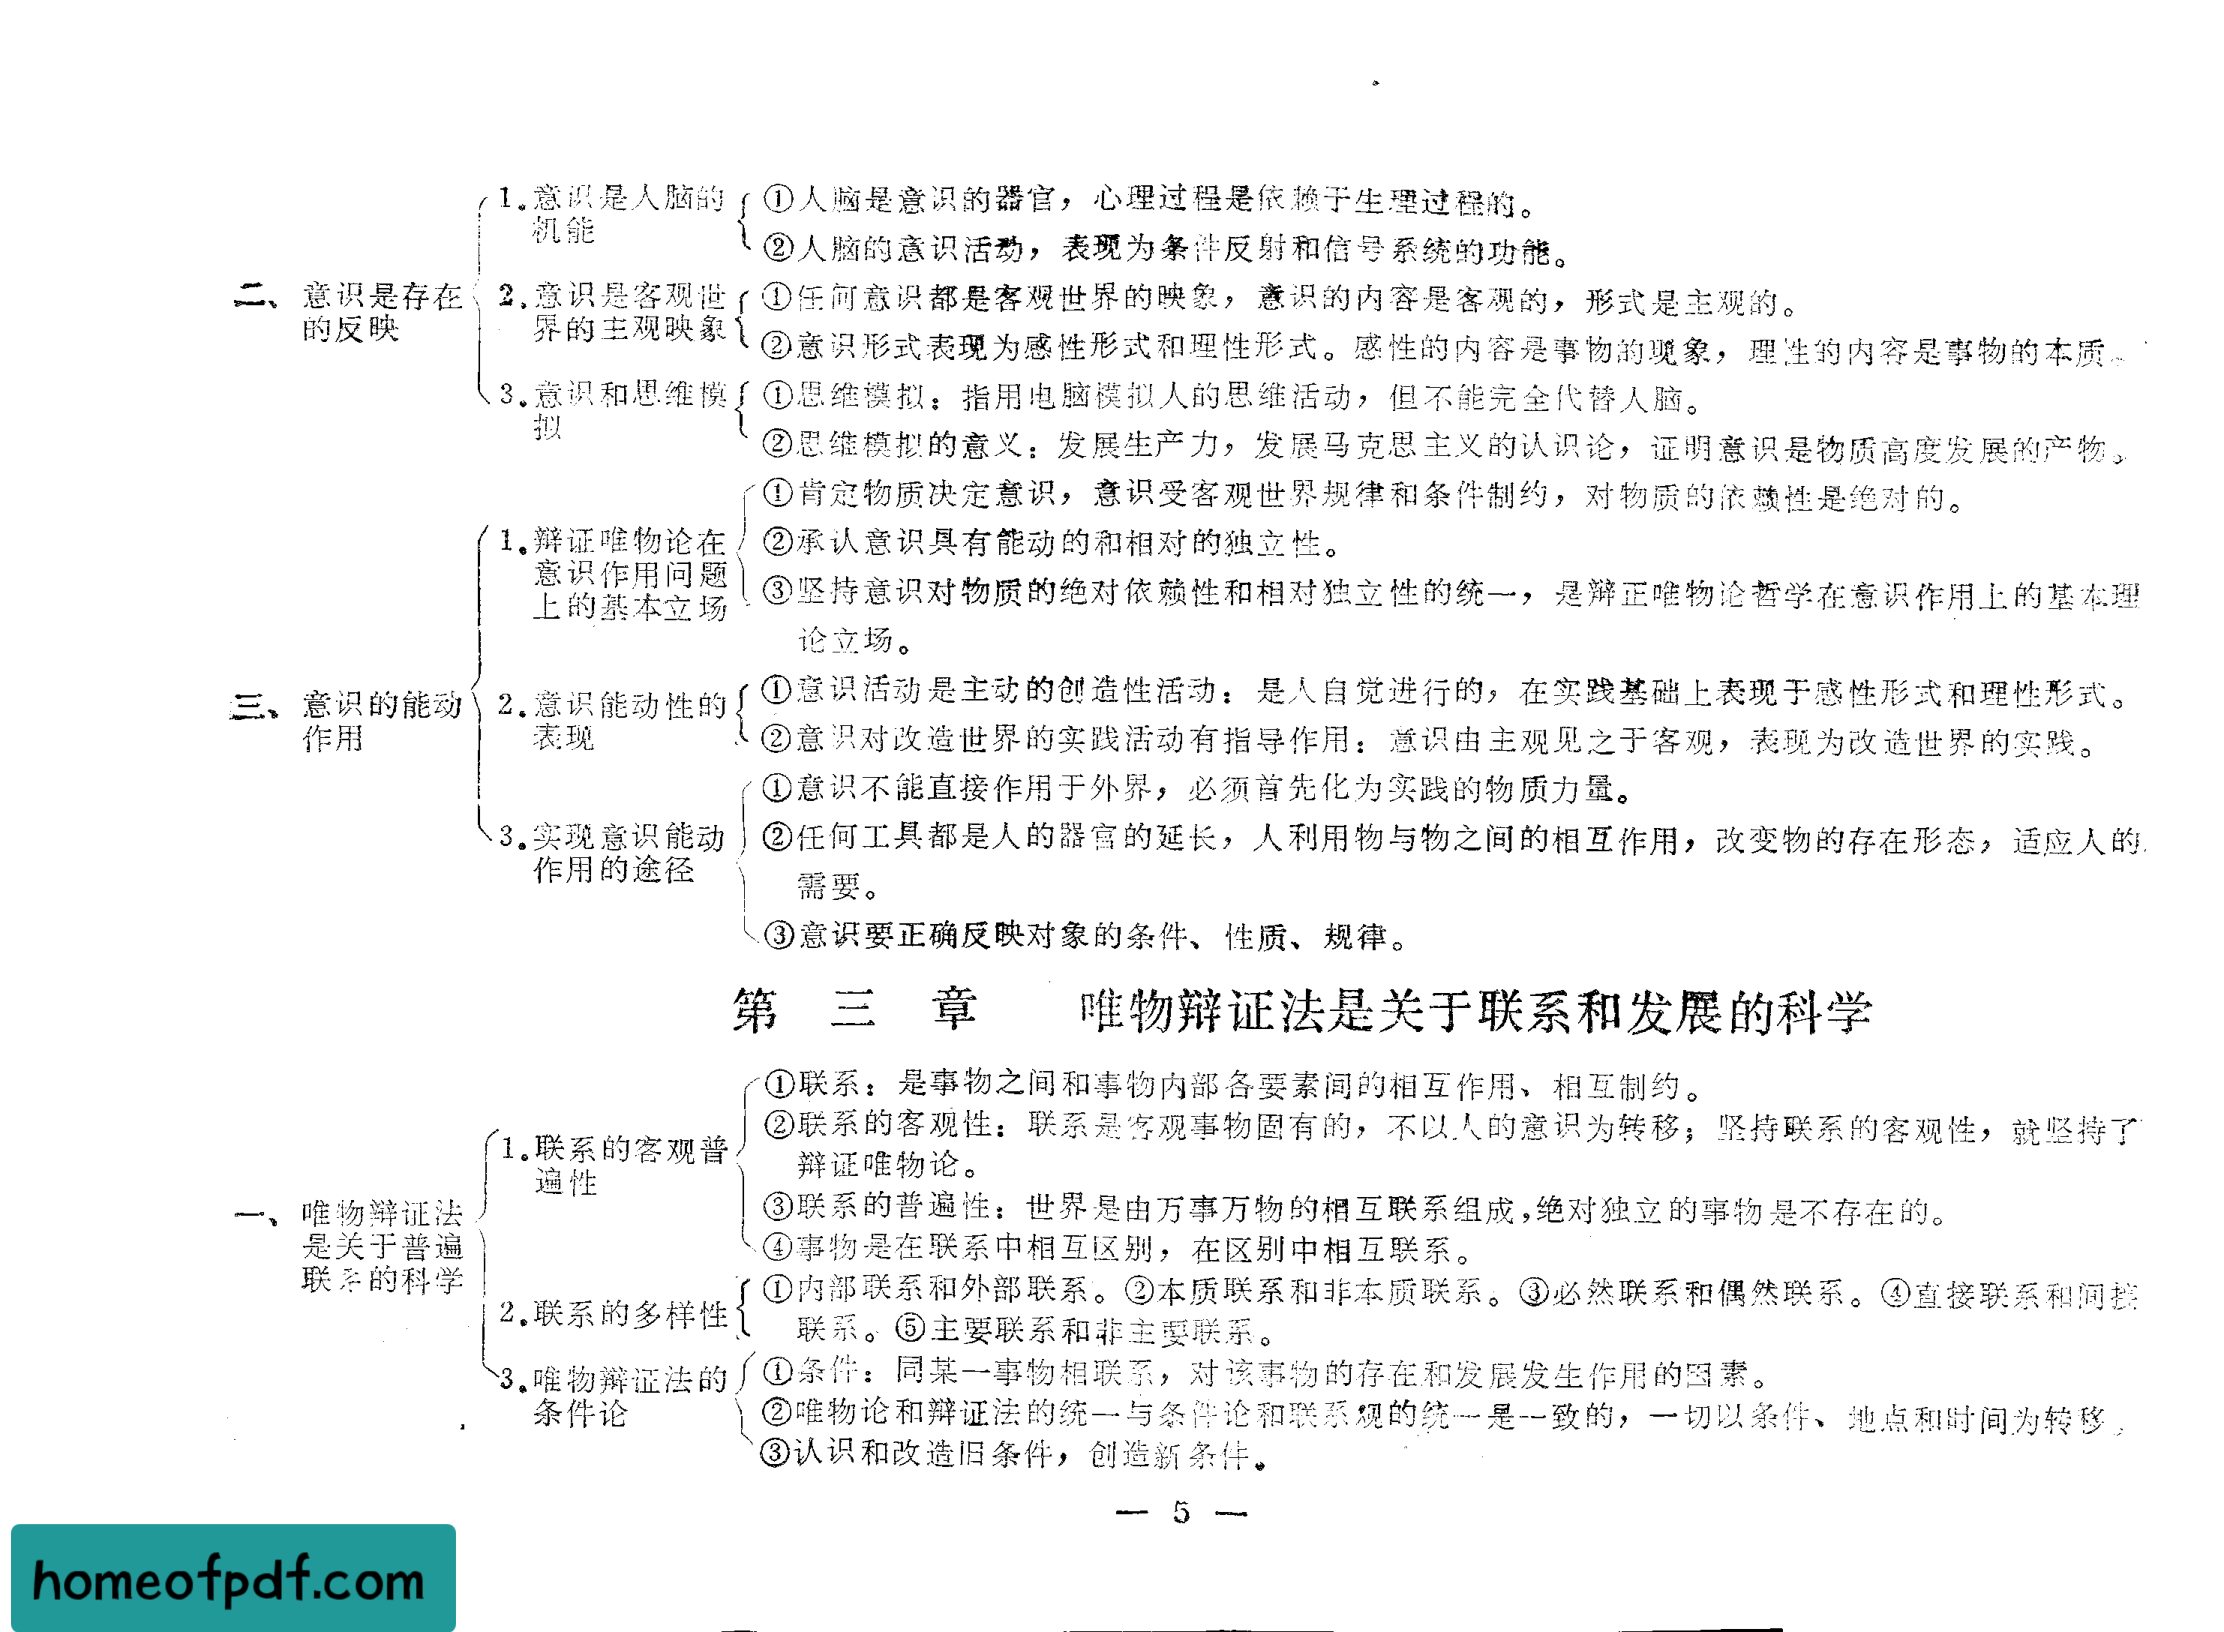 二、意识是存在
的反映
1.意识是人脑的
机能
①人脑是意识的器官，心理过程是依赖于生理过程的。
②人脑的意识活动，表现为条件反射和信号系统的功能。
2.意识是客观世
界的主观映象
①任何意识都是客观世界的映象，意识的内容是客观的，形式是主观的。
②意识形式表现为感性形式和理性形式。感性的内容是事物的现象，理性的内容是事物的本质。
3.意识和思维模
拟
①思维模拟：指用电脑模拟人的思维活动，但不能完全代替人脑。
②思维模拟的意义：发展生产力，发展马克思主义的认识论，证明意识是物质高度发展的产物。
三、意识的能动
作用
1.辩证唯物论在
意识作用问题
上的基本立场
①肯定物质决定意识，意识受客观世界规律和条件制约，对物质的依赖性是绝对的。
②承认意识具有能动的和相对的独立性。
③坚持意识对物质的绝对依赖性和相对独立性的统一，是辩正唯物论哲学在意识作用上的基本理
论立场。
2.意识能动性的
表现
①意识活动是主动的创造性活动：是人自觉进行的，在实践基础上表现于感性形式和理性形式。
②意识对改造世界的实践活动有指导作用：意识由主观见之于客观，表现为改造世界的实践。
3.实现意识能动
作用的途径
①意识不能直接作用于外界，必须首先化为实践的物质力量。
②任何工具都是人的器官的延长，人利用物与物之间的相互作用，改变物的存在形态，适应人的
需要。
③意识要正确反映对象的条件、性质、规律。
第三章 唯物辩证法是关于联系和发展的科学
一、唯物辩证法
是关于普遍
联系的科学
1.联系的客观普
遍性
①联系：是事物之间和事物内部各要素间的相互作用、相互制约。
②联系的客观性：联系是客观事物固有的，不以人的意识为转移；坚持联系的客观性，就坚持了
辩证唯物论。
③联系的普遍性：世界是由万事万物的相互联系组成,绝对独立的事物是不存在的。
④事物是在联系中相互区别，在区别中相互联系。
2.联系的多样性
①内部联系和外部联系。②本质联系和非本质联系。③必然联系和偶然联系。④直接联系和间接
联系。⑤主要联系和非主要联系。
3.唯物辩证法的
条件论
①条件：同某一事物相联系，对该事物的存在和发展发生作用的因素。
②唯物论和辩证法的统一与条件论和联系观的统一是一致的，一切以条件、地点和时间为转移。
③认识和改造旧条件，创造新条件。
— 5 —
homeofpdf.com